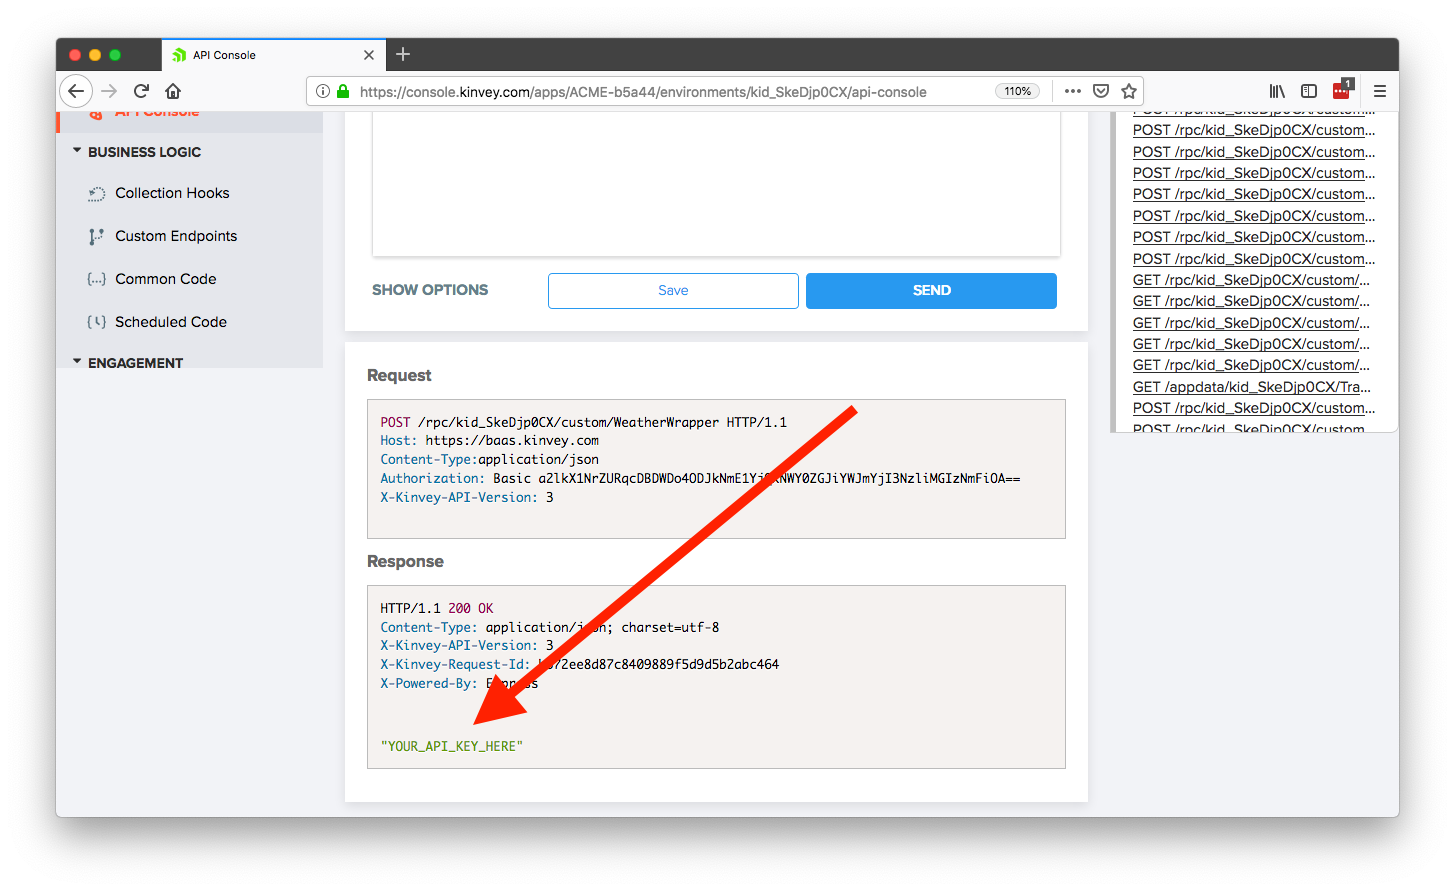 API Console
https://console.kinvey.com/apps/ACME-b5a44/environments/kid_SkeDjp0CX/api-console
110%
1
API Console
BUSINESS LOGIC
Collection Hooks
Custom Endpoints
Common Code
Scheduled Code
ENGAGEMENT
SHOW OPTIONS
Save
SEND
Request
POST /rpc/kid_SkeDjp0CX/custom/WeatherWrapper HTTP/1.1
Host: https://baas.kinvey.com
Content-Type:application/json
Authorization: Basic
X-Kinvey-API-Version: 3
Response
HTTP/1.1 200 OK
Content-Type: application/json; charset=utf-8
X-Kinvey-API-Version: 3
X-Kinvey-Request-Id:
X-Powered-By: Express
"YOUR_API_KEY_HERE"
POST /rpc/kid_SkeDjp0CX/custom...
POST /rpc/kid_SkeDjp0CX/custom...
POST /rpc/kid_SkeDjp0CX/custom...
POST /rpc/kid_SkeDjp0CX/custom...
POST /rpc/kid_SkeDjp0CX/custom...
POST /rpc/kid_SkeDjp0CX/custom...
POST /rpc/kid_SkeDjp0CX/custom...
POST /rpc/kid_SkeDjp0CX/custom...
GET /rpc/kid_SkeDjp0CX/custom/...
GET /rpc/kid_SkeDjp0CX/custom/...
GET /rpc/kid_SkeDjp0CX/custom/...
GET /rpc/kid_SkeDjp0CX/custom/...
GET /rpc/kid_SkeDjp0CX/custom/...
GET /appdata/kid_SkeDjp0CX/Tra...
POST /rpc/kid_SkeDjp0CX/custom...
POST /rpc/kid_SkeDjp0CX/custom...